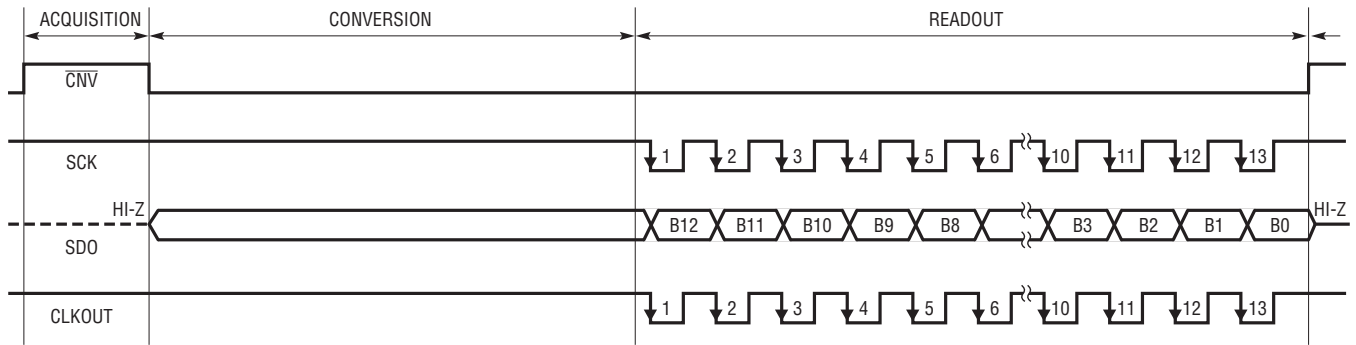 ACQUISITION CONVERSION READOUT
CNV
SCK 1 2 3 4 5 6 10 11 12 13
HI-Z B12 B11 B10 B9 B8 B3 B2 B1 B0 HI-Z
SDO
CLKOUT 1 2 3 4 5 6 10 11 12 13